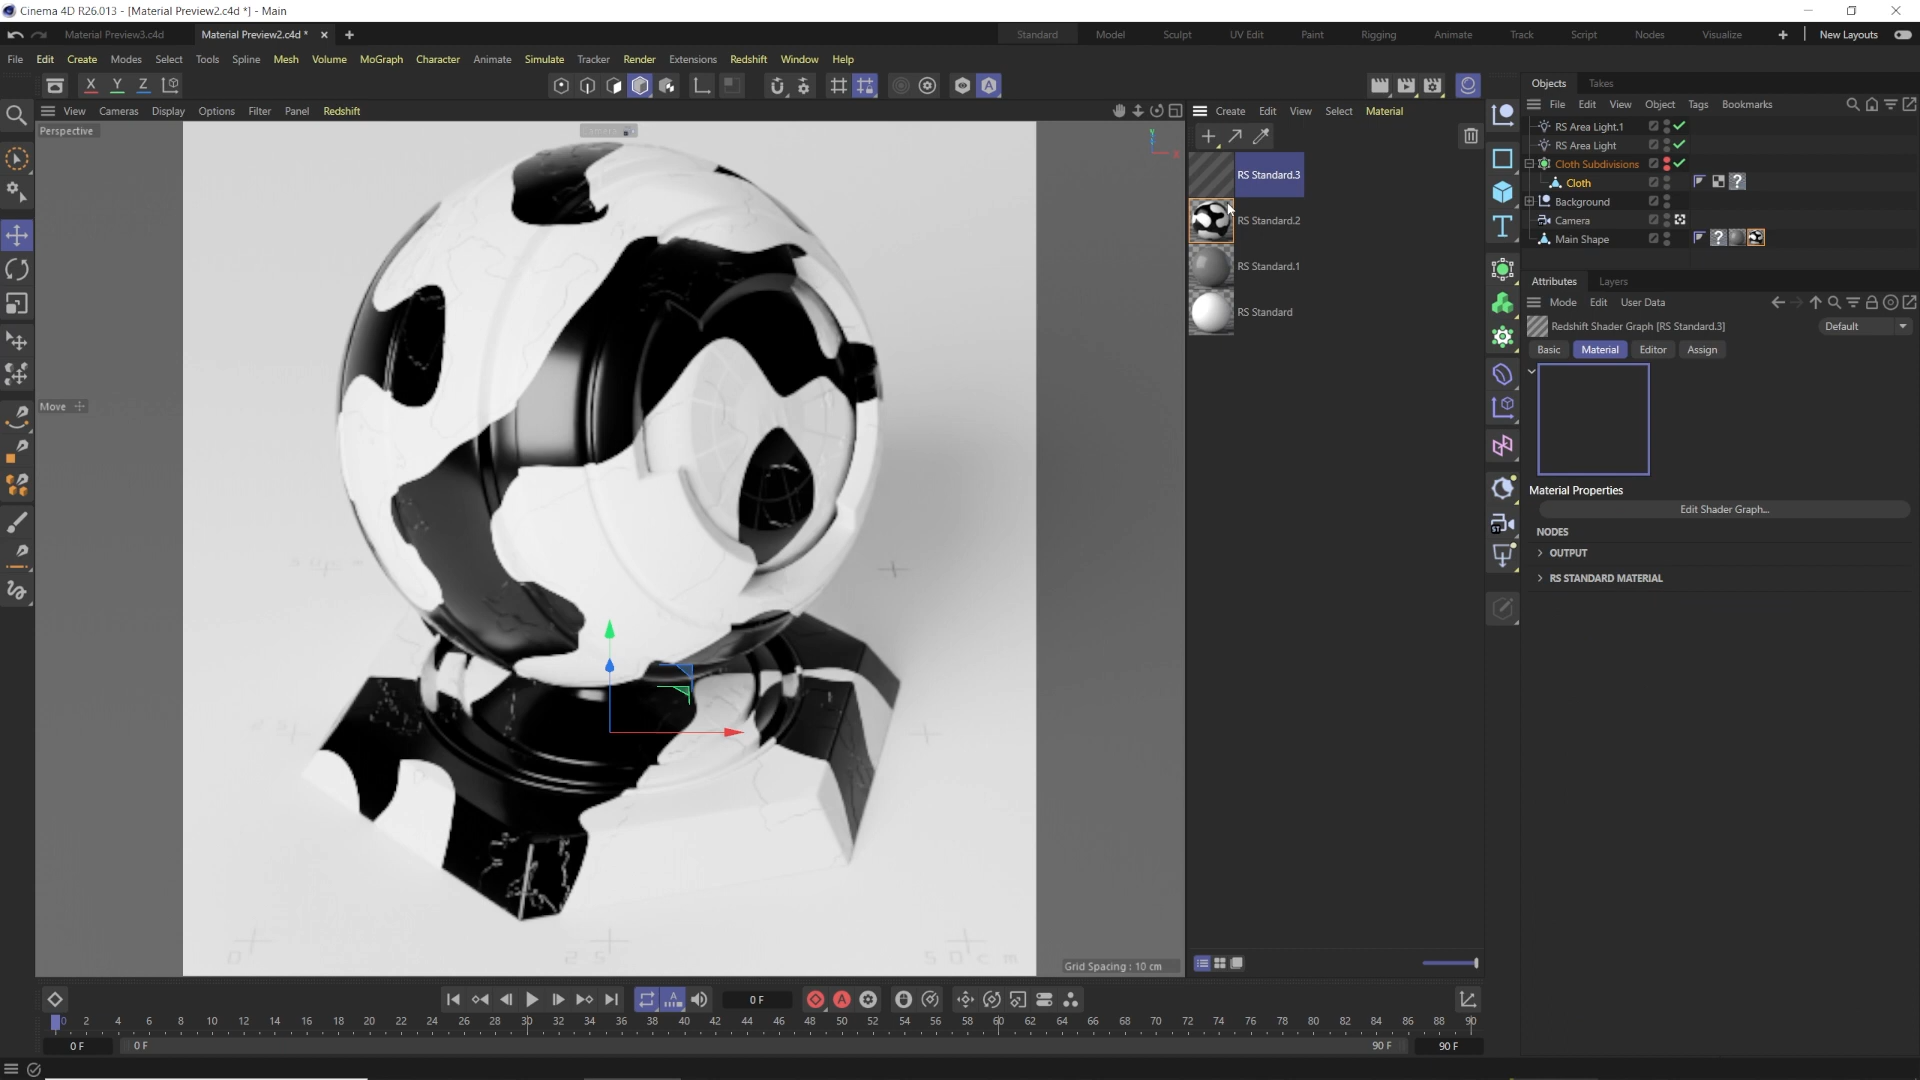 Cinema 4D R26.013 - [Material Preview2.c4d *] - Main
Material Preview3.c4d
Material Preview2.c4d *
Standard
Model
Sculpt
UV Edit
Paint
Rigging
Animate
Track
Script
Nodes
Visualize
New Layouts
File
Edit
Create
Modes
Select
Tools
Spline
Mesh
Volume
MoGraph
Character
Animate
Simulate
Tracker
Render
Extensions
Redshift
Window
Help
X
Y
Z
View
Cameras
Display
Options
Filter
Panel
Redshift
Perspective
Camera
Y
X
Move
0
25
50cm
Grid Spacing : 10 cm
Create
Edit
View
Select
Material
RS Standard.3
RS Standard.2
RS Standard.1
RS Standard
ST
Objects
Takes
File
Edit
View
Object
Tags
Bookmarks
RS Area Light.1
RS Area Light
Cloth Subdivisions
Cloth
Background
Camera
Main Shape
Attributes
Layers
Mode
Edit
User Data
Redshift Shader Graph [RS Standard.3]
Default
Basic
Material
Editor
Assign
Material Properties
Edit Shader Graph...
NODES
OUTPUT
RS STANDARD MATERIAL
0 F
0 2 4 6 8 10 12 14 16 18 20 22 24 26 28 30 32 34 36 38 40 42 44 46 48 50 52 54 56 58 60 62 64 66 68 70 72 74 76 78 80 82 84 86 88 90
0 F
0 F
90 F
90 F